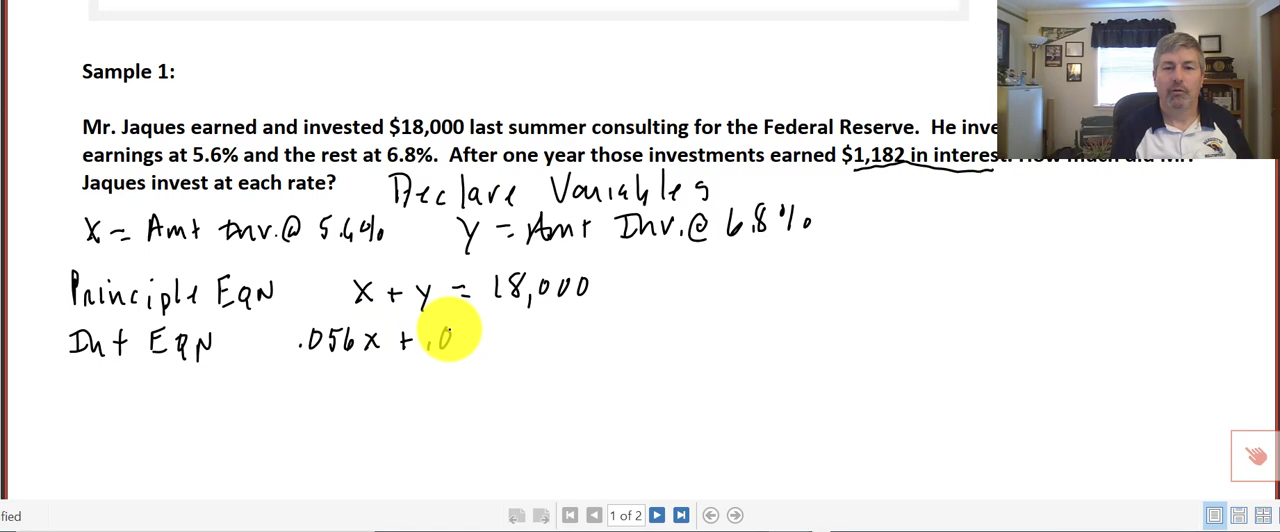 Sample 1:
Mr. Jaques earned and invested $18,000 last summer consulting for the Federal Reserve. He inve
earnings at 5.6% and the rest at 6.8%. After one year those investments earned $1,182 in interes
Jaques invest at each rate?
Declare Variables
X = Amt Inv.@ 5.6% y = Amt Inv.@ 6.8%
Principle EQN x + y = 18,000
Int EQN .056x + .0
fied
1 of 2